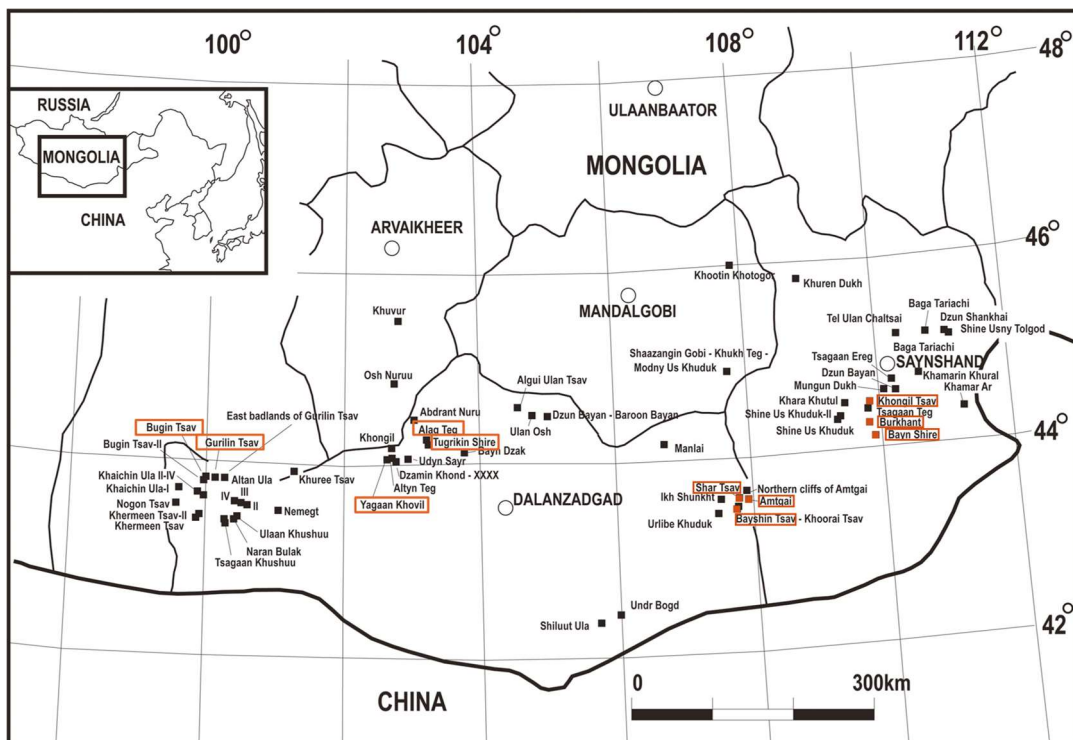 100°
104°
108°
112°
48°
RUSSIA
MONGOLIA
CHINA
ULAANBAATOR
MONGOLIA
ARVAIKHEER
46°
Khootin Khotogor
Khuren Dukh
MANDALGOBI
Khuvur
Baga Tariachi
Tel Ulan Chaltsai
Dzun Shankhai
Shine Usny Tolgod
Baga Tariachi
Shaazangin Gobi - Khukh Teg -
Modny Us Khuduk
Tsagaan Ereg
SAYNSHAND
Osh Nuruu
Algui Ulan Tsav
Dzun Bayan
Khamarin Khural
Mungun Dukh
Khamar Ar
Khara Khutul
Khongil Tsav
East badlands of Gurilin Tsav
Abdrant Nuru
Dzun Bayan - Baroon Bayan
Shine Us Khuduk-II
Tsagaan Teg
Bugin Tsav
Alag Teg
Ulan Osh
Shine Us Khuduk
Burkhant
44°
Bugin Tsav-II
Gurilin Tsav
Khongil
Tugrikin Shire
Bayn Dzak
Manlai
Bayn Shire
Khaichin Ula II-IV
Altan Ula
Khuree Tsav
Udyn Sayr
Dzamin Khond - XXXX
Khaichin Ula-I
III
IV
II
Altyn Teg
Shar Tsav
Northern cliffs of Amtgai
Nogon Tsav
Nemegt
Yagaan Khovil
DALANZADGAD
Ikh Shunkht
Amtgai
Khermeen Tsav-II
Khermeen Tsav
Ulaan Khushuu
Urlibe Khuduk
Bayshin Tsav - Khoorai Tsav
Naran Bulak
Tsagaan Khushuu
Undr Bogd
Shiluut Ula
42°
CHINA
0
300km